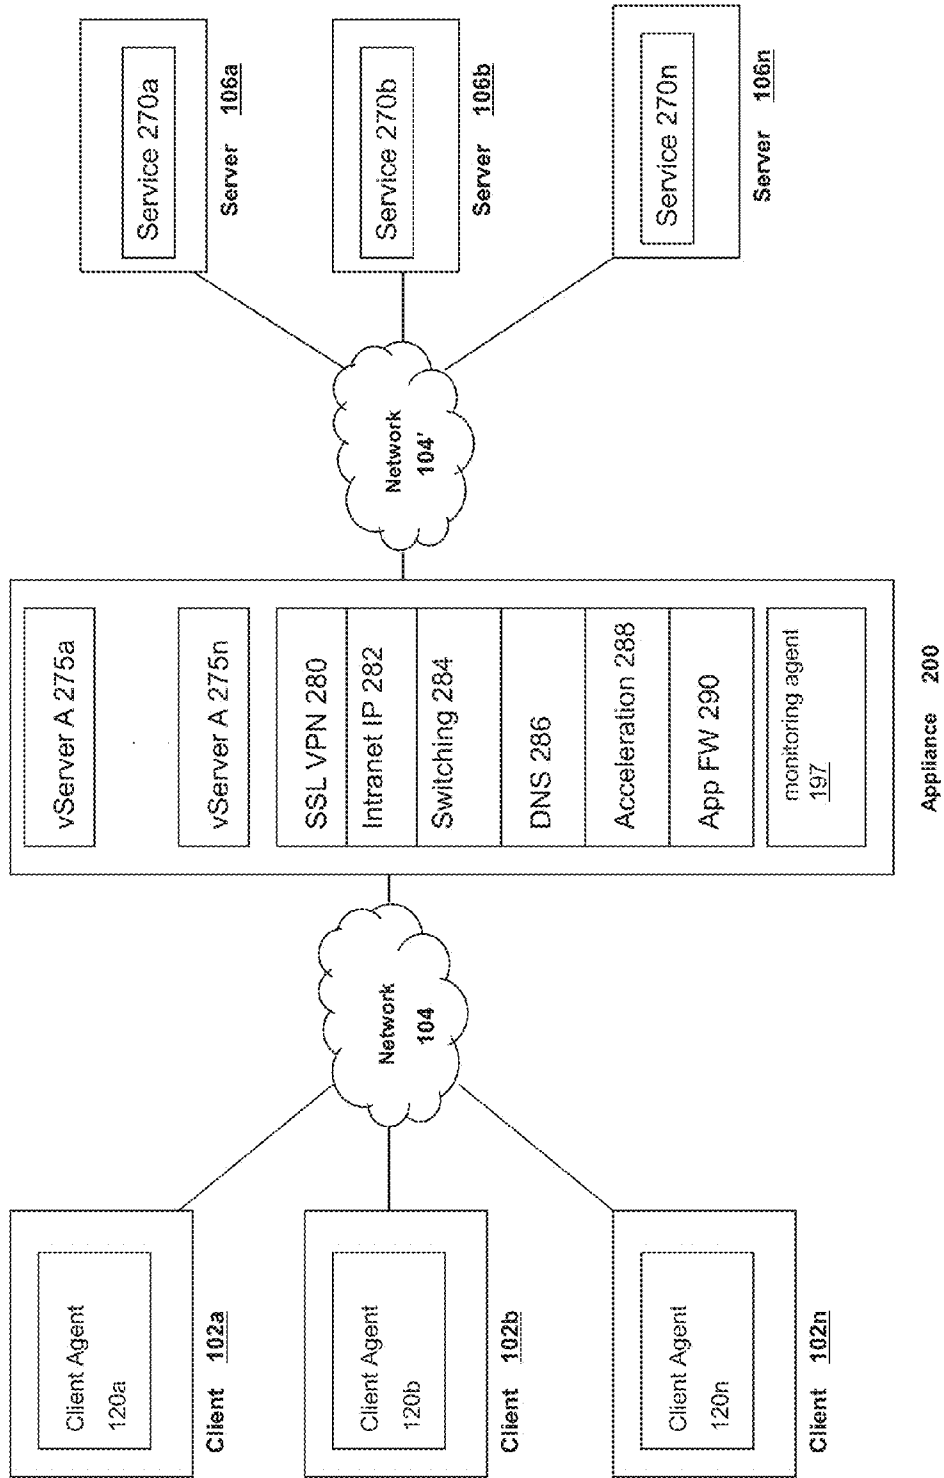 Client Agent
120a
Client 102a
Client Agent
120b
Client 102b
Client Agent
120n
Client 102n
Network
104
vServer A 275a
vServer A 275n
SSL VPN 280
Intranet IP 282
Switching 284
DNS 286
Acceleration 288
App FW 290
monitoring agent
197
Appliance 200
Network
104'
Service 270a
Server 106a
Service 270b
Server 106b
Service 270n
Server 106n